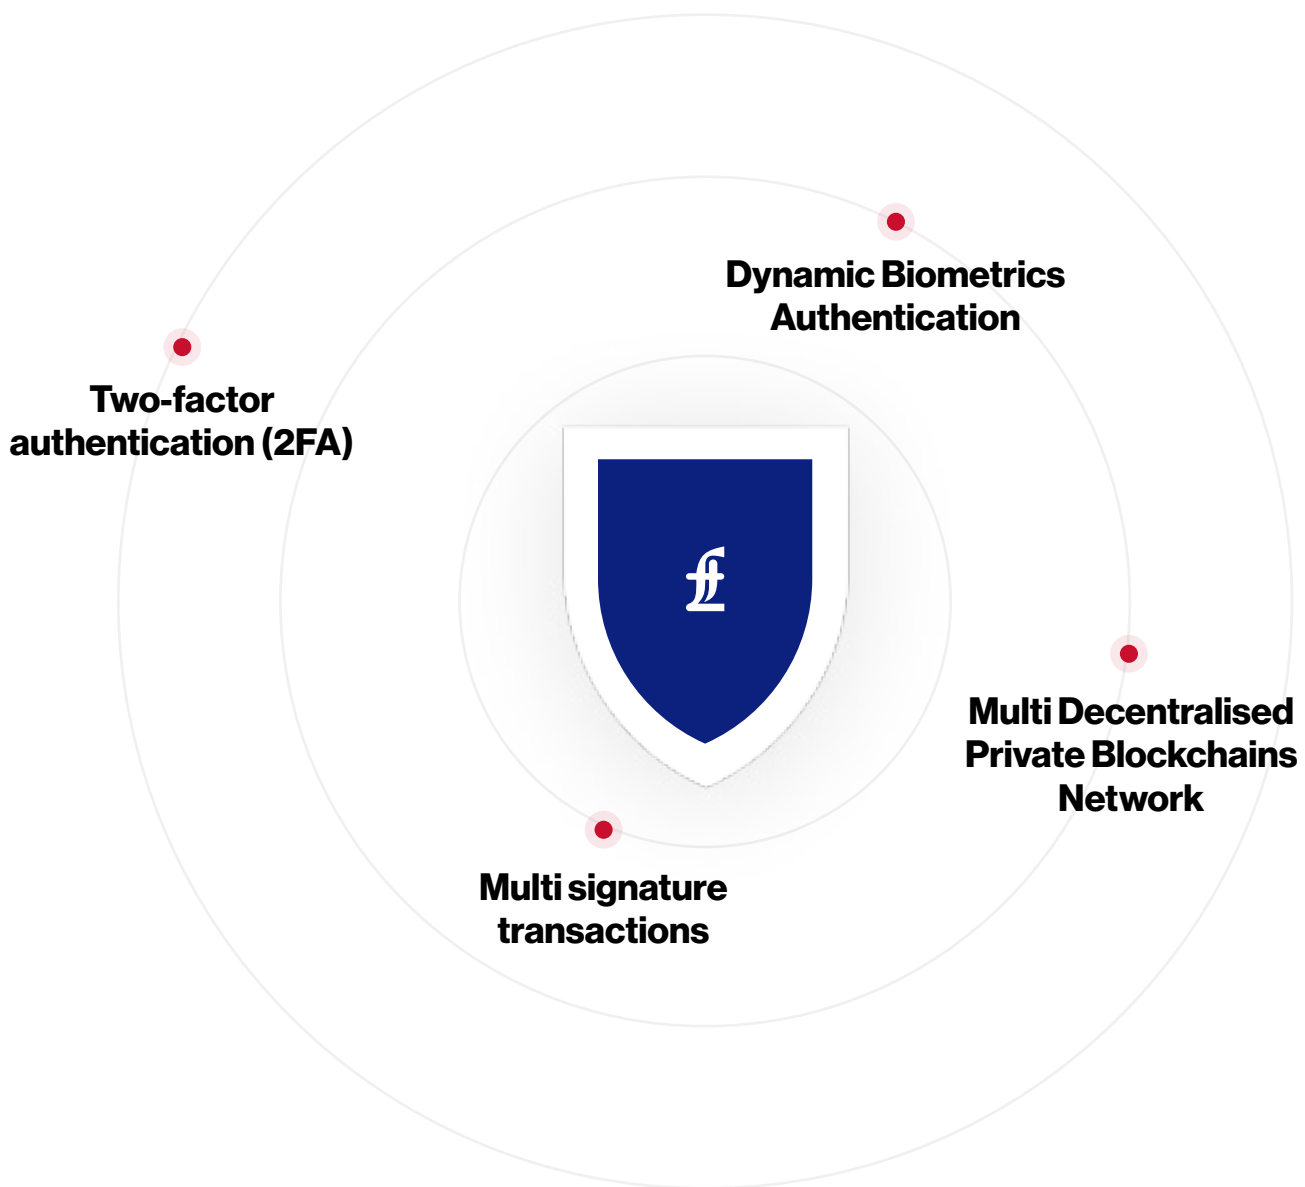 Dynamic Biometrics
Authentication
Two-factor
authentication (2FA)
£
Multi Decentralised
Private Blockchains
Network
Multi signature
transactions